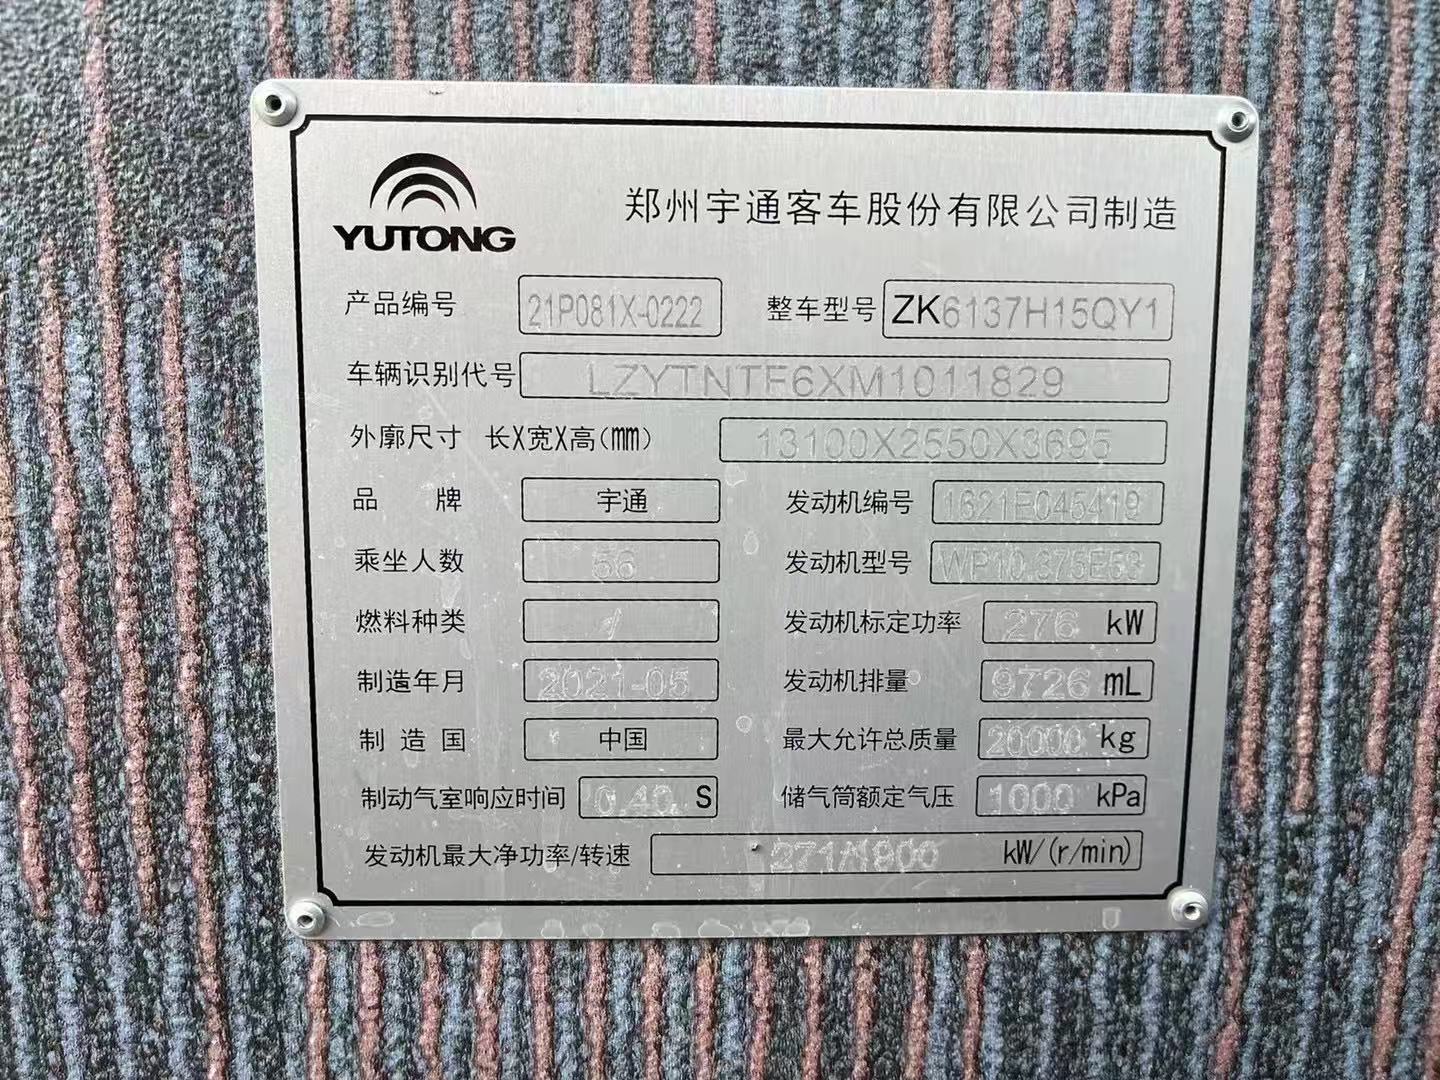 YUTONG
郑州宇通客车股份有限公司制造
产品编号 21P081X-0222 整车型号 ZK6137H15QY1
车辆识别代号 LZYTNTF6XM1011829
外廓尺寸 长X宽X高(mm) 13100X2550X3695
品 牌 宇通 发动机编号 1621E045419
乘坐人数 56 发动机型号 WP10.375E53
燃料种类 / 发动机标定功率 276 kW
制造年月 2021-05 发动机排量 9726 mL
制 造 国 中国 最大允许总质量 20000 kg
制动气室响应时间 0.40 S 储气筒额定气压 1000 kPa
发动机最大净功率/转速 271/1900 kW/(r/min)